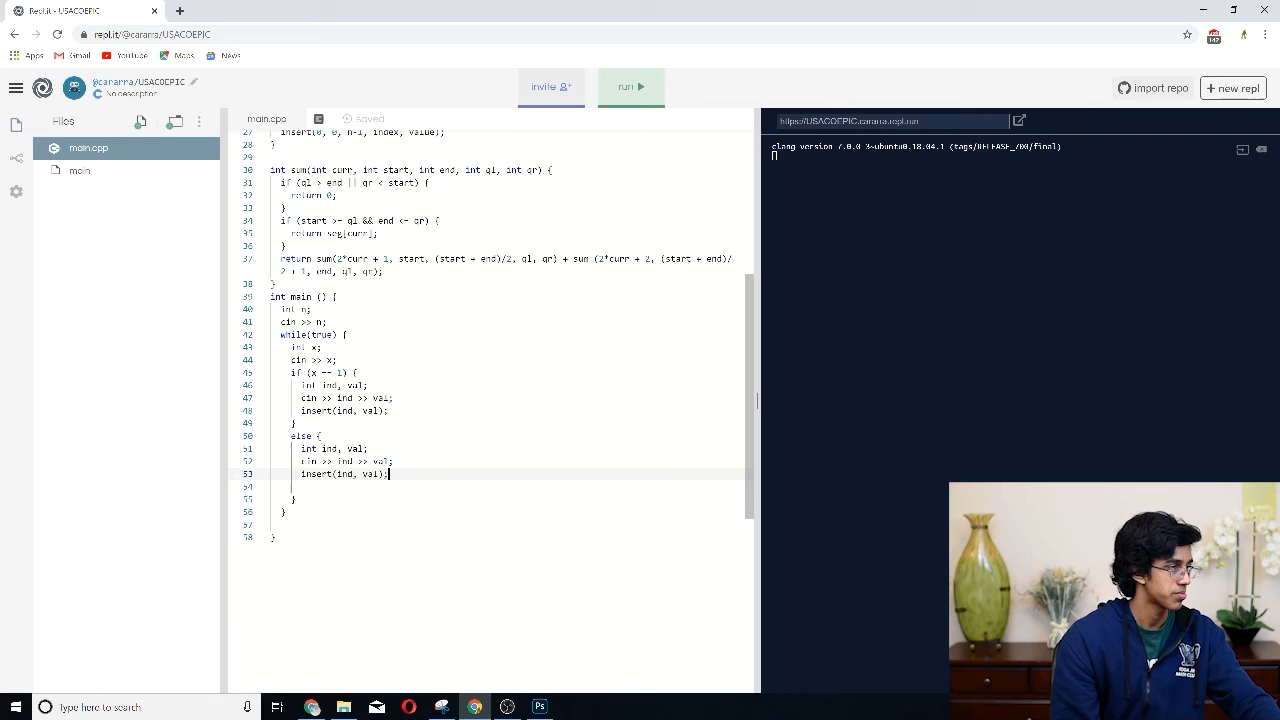 Repl.it - USACOEPIC
repl.it/@cararra/USACOEPIC
142
Apps Gmail YouTube Maps News
@cararra/USACOEPIC
No description
invite
run
import repo
+ new repl
Files
main.cpp
main
main.cpp
saved
27 insert(0, 0, n-1, index, value);
28 }
29
30 int sum(int curr, int start, int end, int ql, int qr) {
31 if (ql > end || qr < start) {
32 return 0;
33 }
34 if (start >= ql && end <= qr) {
35 return seg[curr];
36 }
37 return sum(2*curr + 1, start, (start + end)/2, ql, qr) + sum (2*curr + 2, (start + end)/
2 + 1, end, ql, qr);
38 }
39 int main () {
40 int n;
41 cin >> n;
42 while(true) {
43 int x;
44 cin >> x;
45 if (x == 1) {
46 int ind, val;
47 cin >> ind >> val;
48 insert(ind, val);
49 }
50 else {
51 int ind, val;
52 cin >> ind >> val;
53 insert(ind, val);
54
55 }
56 }
57
58 }
https://USACOEPIC.cararra.repl.run
clang version 7.0.0-3~ubuntu0.18.04.1 (tags/RELEASE_700/final)
MATH CLUB
Type here to search